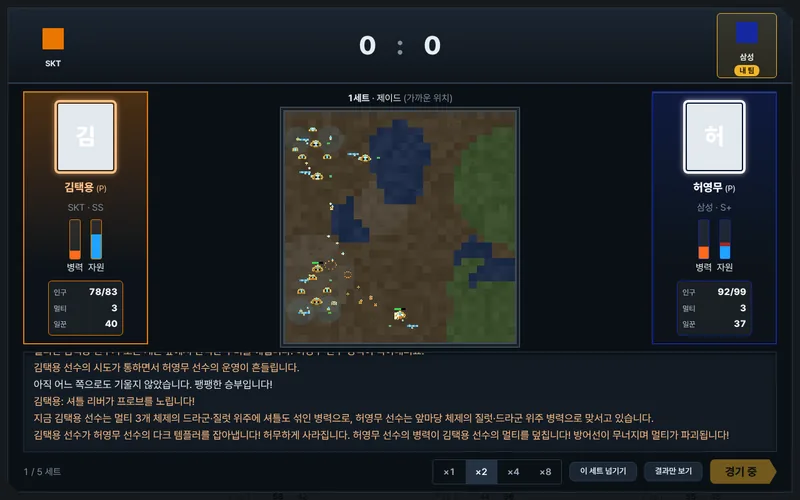 0 : 0
SKT
삼성
내 팀
1세트 · 제이드 (가까운 위치)
김
김택용 (P)
SKT · SS
병력 자원
인구 78/83
멀티 3
일꾼 40
허
허영무 (P)
삼성 · S+
병력 자원
인구 92/99
멀티 3
일꾼 37
김택용 선수의 시도가 통하면서 허영무 선수의 운영이 흔들립니다.
아직 어느 쪽으로도 기울지 않았습니다. 팽팽한 승부입니다!
김택용: 셔틀 리버가 프로브를 노립니다!
지금 김택용 선수는 멀티 3개 체제의 드라군·질럿 위주에 셔틀도 섞인 병력으로, 허영무 선수는 앞마당 체제의 질럿·드라군 위주 병력으로 맞서고 있습니다.
김택용 선수가 허영무 선수의 다크 템플러를 잡아냅니다! 허무하게 사라집니다. 허영무 선수의 병력이 김택용 선수의 멀티를 덮칩니다! 방어선이 무너지며 멀티가 파괴됩니다!
1 / 5 세트
×1 ×2 ×4 ×8
이 세트 넘기기
결과만 보기
경기 중